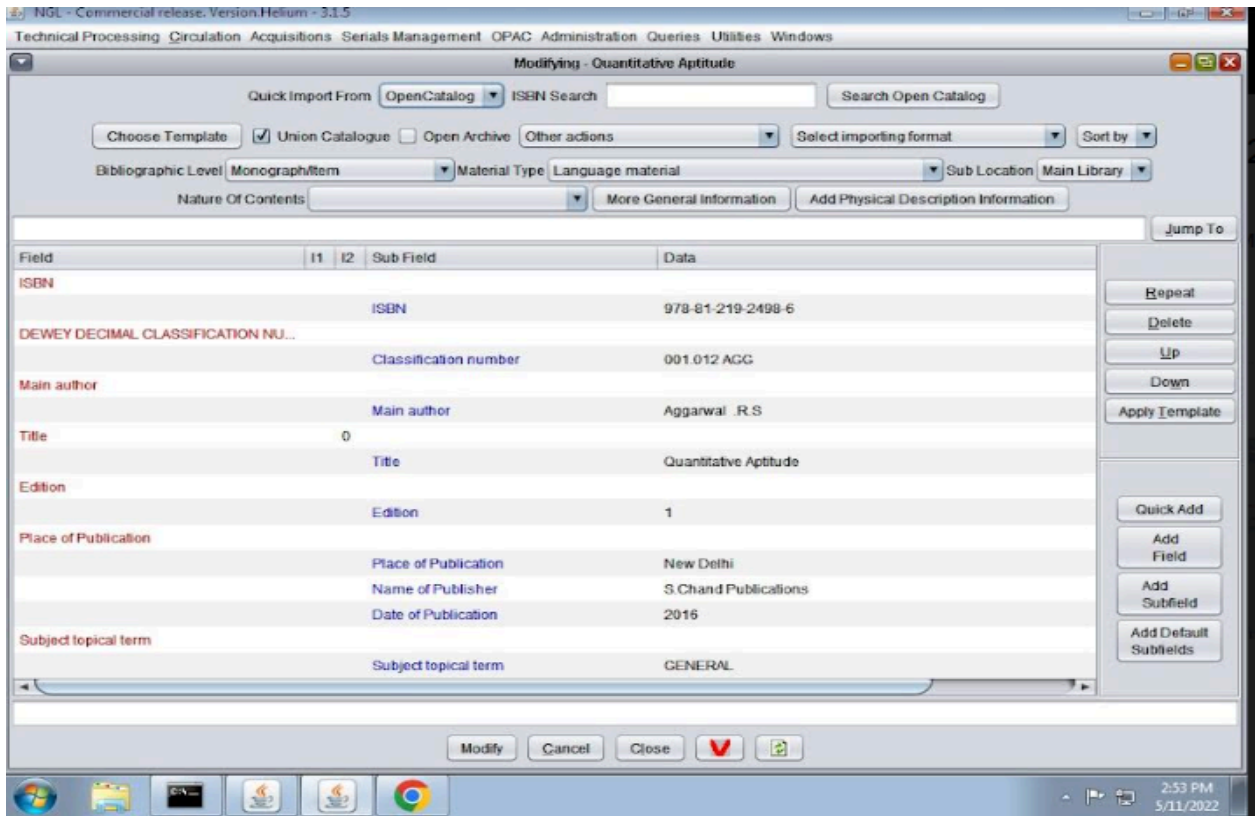 NGL - Commercial release. Version.Helium - 3.1.5
Technical Processing Circulation Acquisitions Serials Management OPAC Administration Queries Utilities Windows
Modifying - Quantitative Aptitude
Quick Import From OpenCatalog ISBN Search Search Open Catalog
Choose Template Union Catalogue Open Archive Other actions Select importing format Sort by
Bibliographic Level Monograph/Item Material Type Language material Sub Location Main Library
Nature Of Contents More General Information Add Physical Description Information
Jump To
Field I1 I2 Sub Field Data
ISBN
ISBN 978-81-219-2498-6
DEWEY DECIMAL CLASSIFICATION NU...
Classification number 001.012 AGG
Main author
Main author Aggarwal .R.S
Title 0
Title Quantitative Aptitude
Edition
Edition 1
Place of Publication
Place of Publication New Delhi
Name of Publisher S.Chand Publications
Date of Publication 2016
Subject topical term
Subject topical term GENERAL
Repeat
Delete
Up
Down
Apply Template
Quick Add
Add
Field
Add
Subfield
Add Default
Subfields
Modify Cancel Close
2:53 PM
5/11/2022